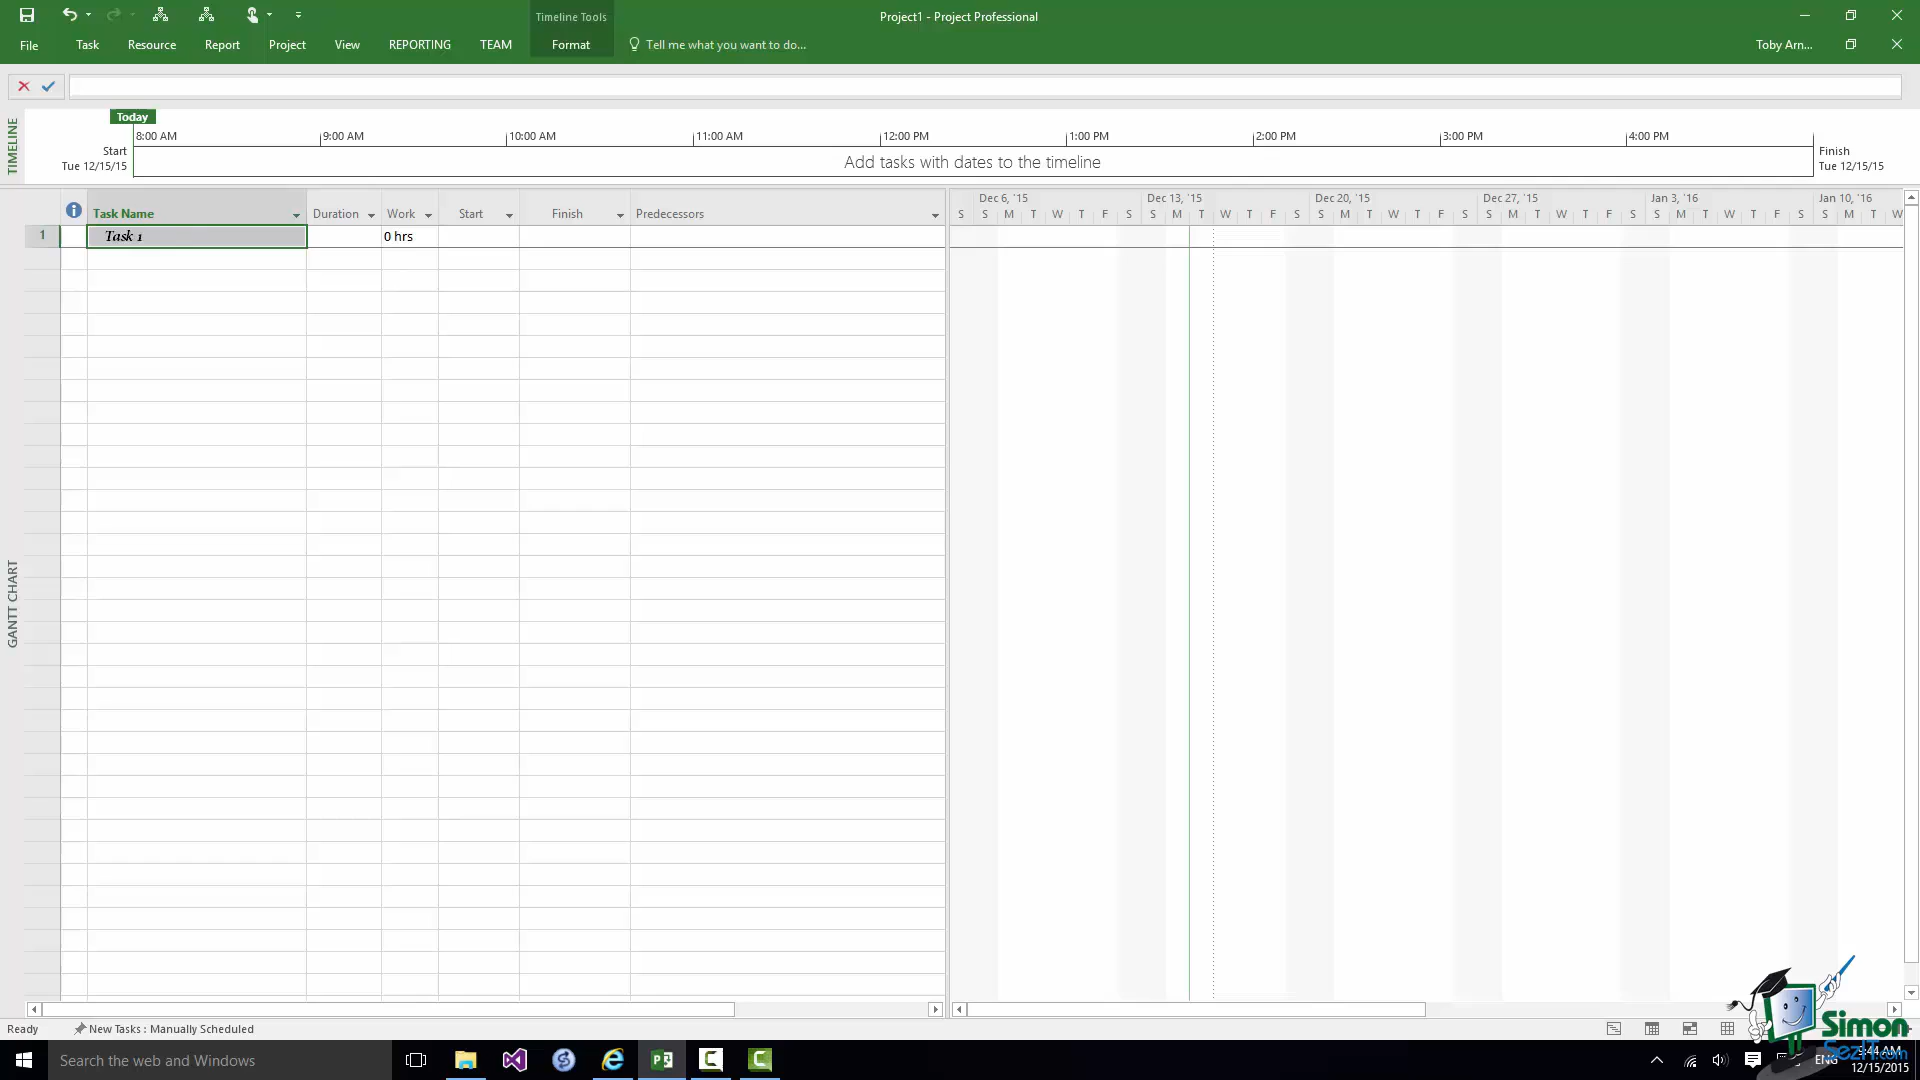 Timeline Tools
Project1 - Project Professional
File Task Resource Report Project View REPORTING TEAM Format Tell me what you want to do... Toby Arn...
Today
8:00 AM 9:00 AM 10:00 AM 11:00 AM 12:00 PM 1:00 PM 2:00 PM 3:00 PM 4:00 PM
TIMELINE
Start
Tue 12/15/15
Add tasks with dates to the timeline
Finish
Tue 12/15/15
Dec 6, '15 Dec 13, '15 Dec 20, '15 Dec 27, '15 Jan 3, '16 Jan 10, '16
Task Name Duration Work Start Finish Predecessors
S S M T W T F S S M T W T F S S M T W T F S S M T W T F S S M T W T F S S M T W
1 Task 1 0 hrs
GANTT CHART
Ready New Tasks : Manually Scheduled
Simon
SezIT.com
Search the web and Windows
ENG
12/15/2015